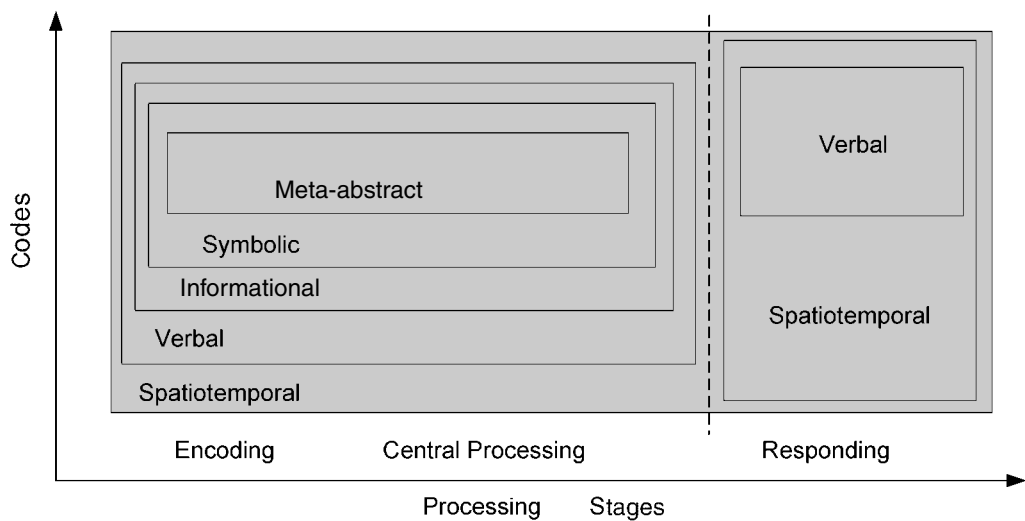 Codes
Meta-abstract
Symbolic
Informational
Verbal
Spatiotemporal
Verbal
Spatiotemporal
Encoding Central Processing Responding
Processing Stages